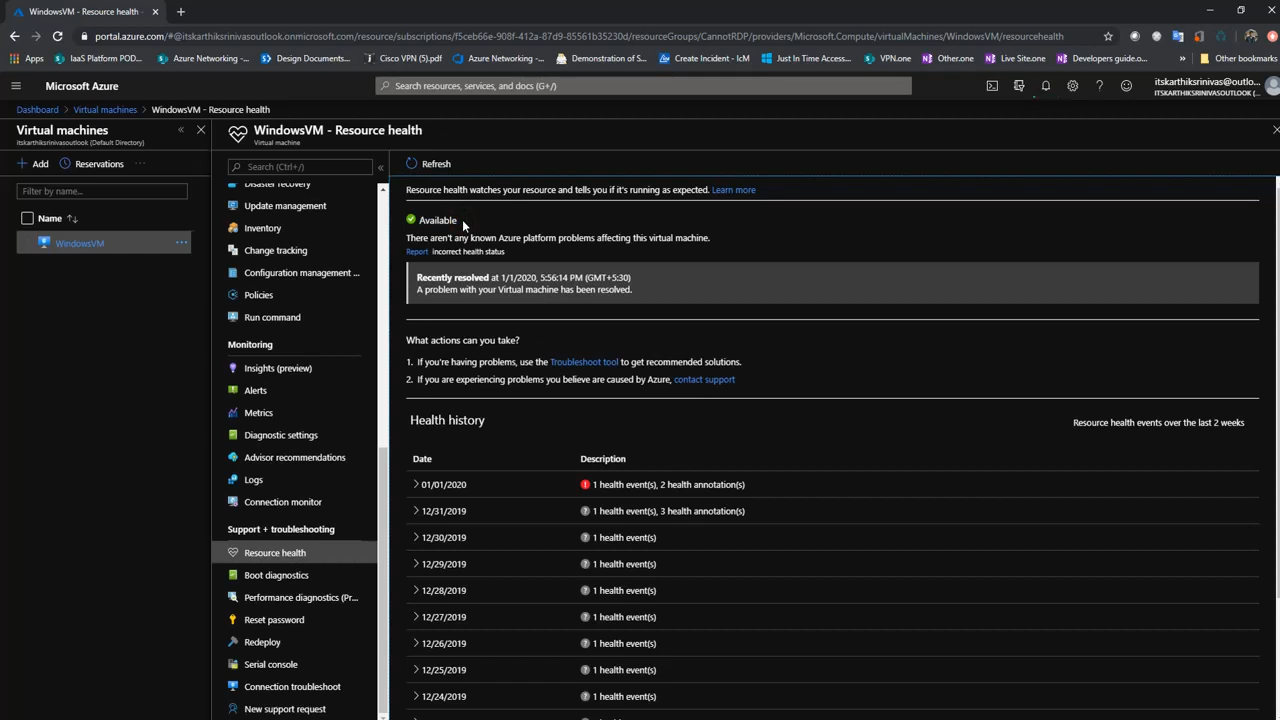 WindowsVM - Resource health -
portal.azure.com/#@itskarthiksrinivasoutlook.onmicrosoft.com/resource/subscriptions/f5ceb66e-908f-4b37-adc9-87d9-85561b35230d/resourceGroups/CannotRDP/providers/Microsoft.Compute/virtualMachines/WindowsVM/resourcehealth
Apps
IaaS Platform POD...
Azure Networking -...
Design Documents...
Cisco VPN (5).pdf
Azure Networking -...
Demonstration of S...
Create Incident - IcM
Just In Time Access...
VPN.one
Other.one
Live Site.one
Developers guide.o...
»
Other bookmarks
Microsoft Azure
Search resources, services, and docs (G+/)
itskarthiksrinivas@outlo...
ITSKARTHIKSRINIVASOUTLOOK (...
Dashboard > Virtual machines > WindowsVM - Resource health
Virtual machines
itskarthiksrinivasoutlook (Default Directory)
Add
Reservations
...
Filter by name...
Name
WindowsVM
...
WindowsVM - Resource health
Virtual machine
Search (Ctrl+/)
Disaster recovery
Update management
Inventory
Change tracking
Configuration management ...
Policies
Run command
Monitoring
Insights (preview)
Alerts
Metrics
Diagnostic settings
Advisor recommendations
Logs
Connection monitor
Support + troubleshooting
Resource health
Boot diagnostics
Performance diagnostics (Pr...
Reset password
Redeploy
Serial console
Connection troubleshoot
New support request
Refresh
Resource health watches your resource and tells you if it's running as expected. Learn more
Available
There aren't any known Azure platform problems affecting this virtual machine.
Report incorrect health status
Recently resolved at 1/1/2020, 5:56:14 PM (GMT+5:30)
A problem with your Virtual machine has been resolved.
What actions can you take?
1. If you're having problems, use the Troubleshoot tool to get recommended solutions.
2. If you are experiencing problems you believe are caused by Azure, contact support
Health history
Resource health events over the last 2 weeks
Date Description
01/01/2020 1 health event(s), 2 health annotation(s)
12/31/2019 1 health event(s), 3 health annotation(s)
12/30/2019 1 health event(s)
12/29/2019 1 health event(s)
12/28/2019 1 health event(s)
12/27/2019 1 health event(s)
12/26/2019 1 health event(s)
12/25/2019 1 health event(s)
12/24/2019 1 health event(s)